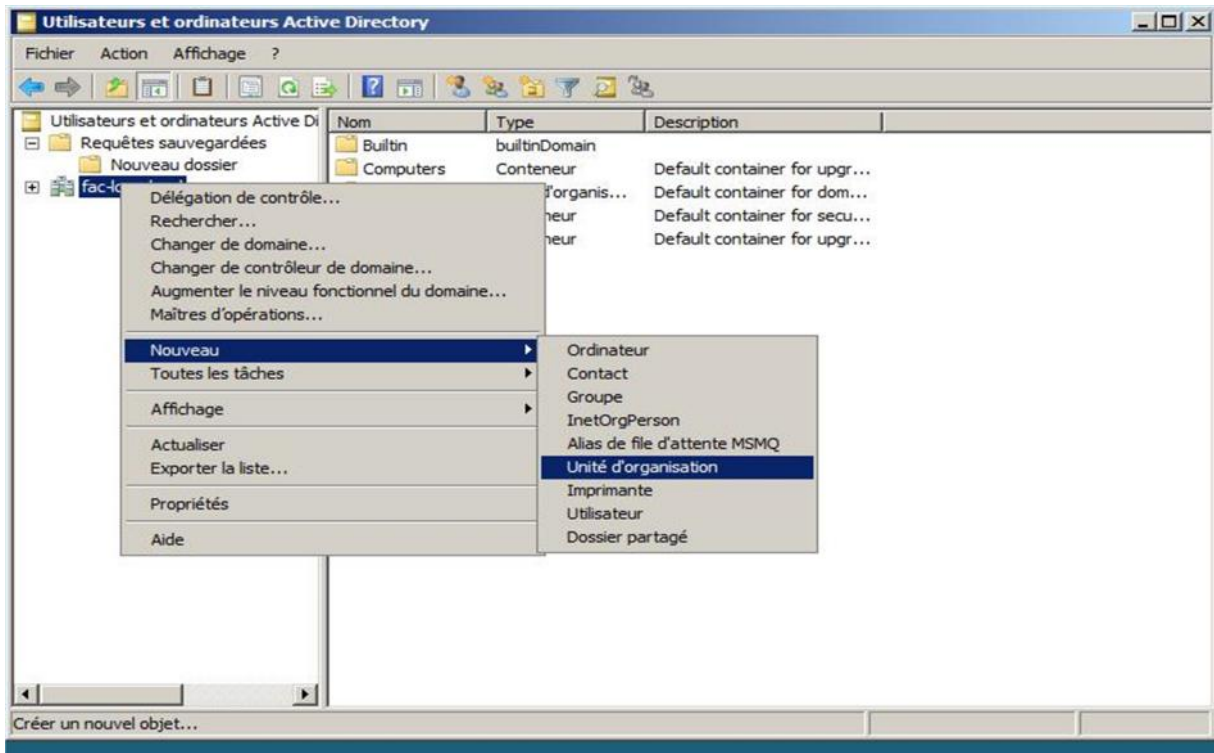 Utilisateurs et ordinateurs Active Directory
Fichier Action Affichage ?
Utilisateurs et ordinateurs Active Di
Requêtes sauvegardées
Nouveau dossier
Nom Type Description
Builtin builtinDomain
Computers Conteneur Default container for upgr...
d'organis... Default container for dom...
neur Default container for secu...
neur Default container for upgr...
Délégation de contrôle...
Rechercher...
Changer de domaine...
Changer de contrôleur de domaine...
Augmenter le niveau fonctionnel du domaine...
Maîtres d'opérations...
Nouveau
Toutes les tâches
Affichage
Actualiser
Exporter la liste...
Propriétés
Aide
Ordinateur
Contact
Groupe
InetOrgPerson
Alias de file d'attente MSMQ
Unité d'organisation
Imprimante
Utilisateur
Dossier partagé
Créer un nouvel objet...